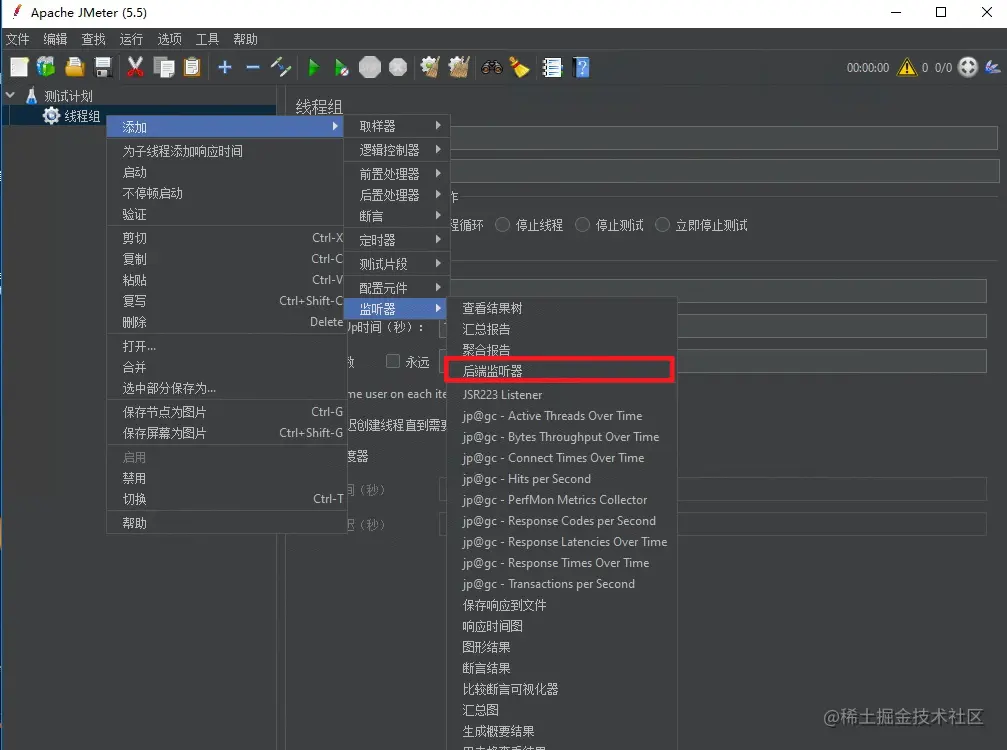 Apache JMeter (5.5)
文件 编辑 查找 运行 选项 工具 帮助
00:00:00 0 0/0
测试计划
线程组
线程组
添加
为子线程添加响应时间
启动
不停顿启动
验证
剪切 Ctrl-X
复制 Ctrl-C
粘贴 Ctrl-V
复写 Ctrl+Shift-C
删除 Delete
打开...
合并
选中部分保存为...
保存节点为图片 Ctrl-G
保存屏幕为图片 Ctrl+Shift-G
启用
禁用
切换 Ctrl-T
帮助
取样器
逻辑控制器
前置处理器
后置处理器
断言
定时器
测试片段
配置元件
监听器
作
程循环 停止线程 停止测试 立即停止测试
Up时间（秒）：
数 永远
me user on each ite
迟创建线程直到需要
度器
间（秒）
迟（秒）
查看结果树
汇总报告
聚合报告
后端监听器
JSR223 Listener
jp@gc - Active Threads Over Time
jp@gc - Bytes Throughput Over Time
jp@gc - Connect Times Over Time
jp@gc - Hits per Second
jp@gc - PerfMon Metrics Collector
jp@gc - Response Codes per Second
jp@gc - Response Latencies Over Time
jp@gc - Response Times Over Time
jp@gc - Transactions per Second
保存响应到文件
响应时间图
图形结果
断言结果
比较断言可视化器
汇总图
生成概要结果
@稀土掘金技术社区